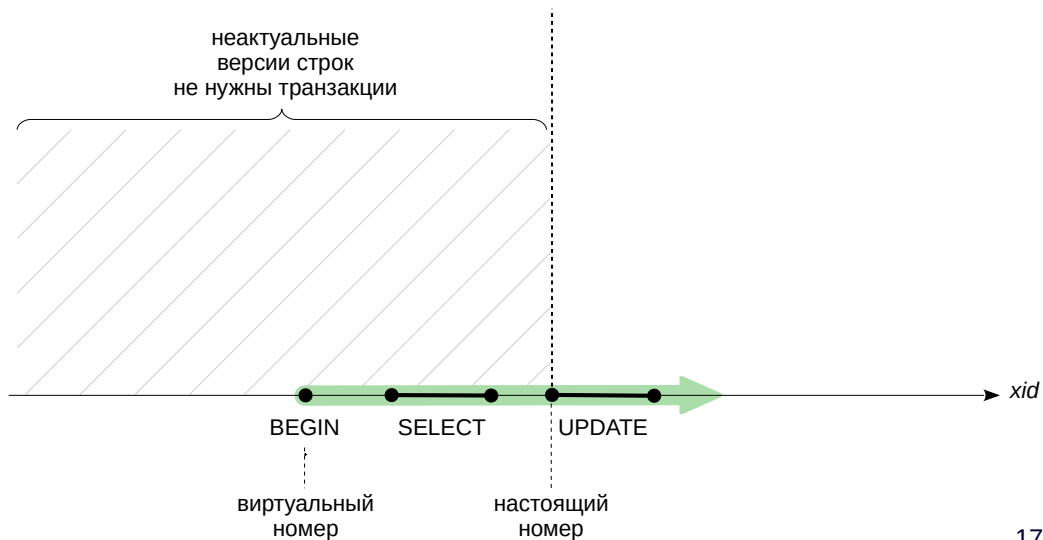 неактуальные
версии строк
не нужны транзакции
xid
BEGIN SELECT UPDATE
виртуальный настоящий
номер номер
17